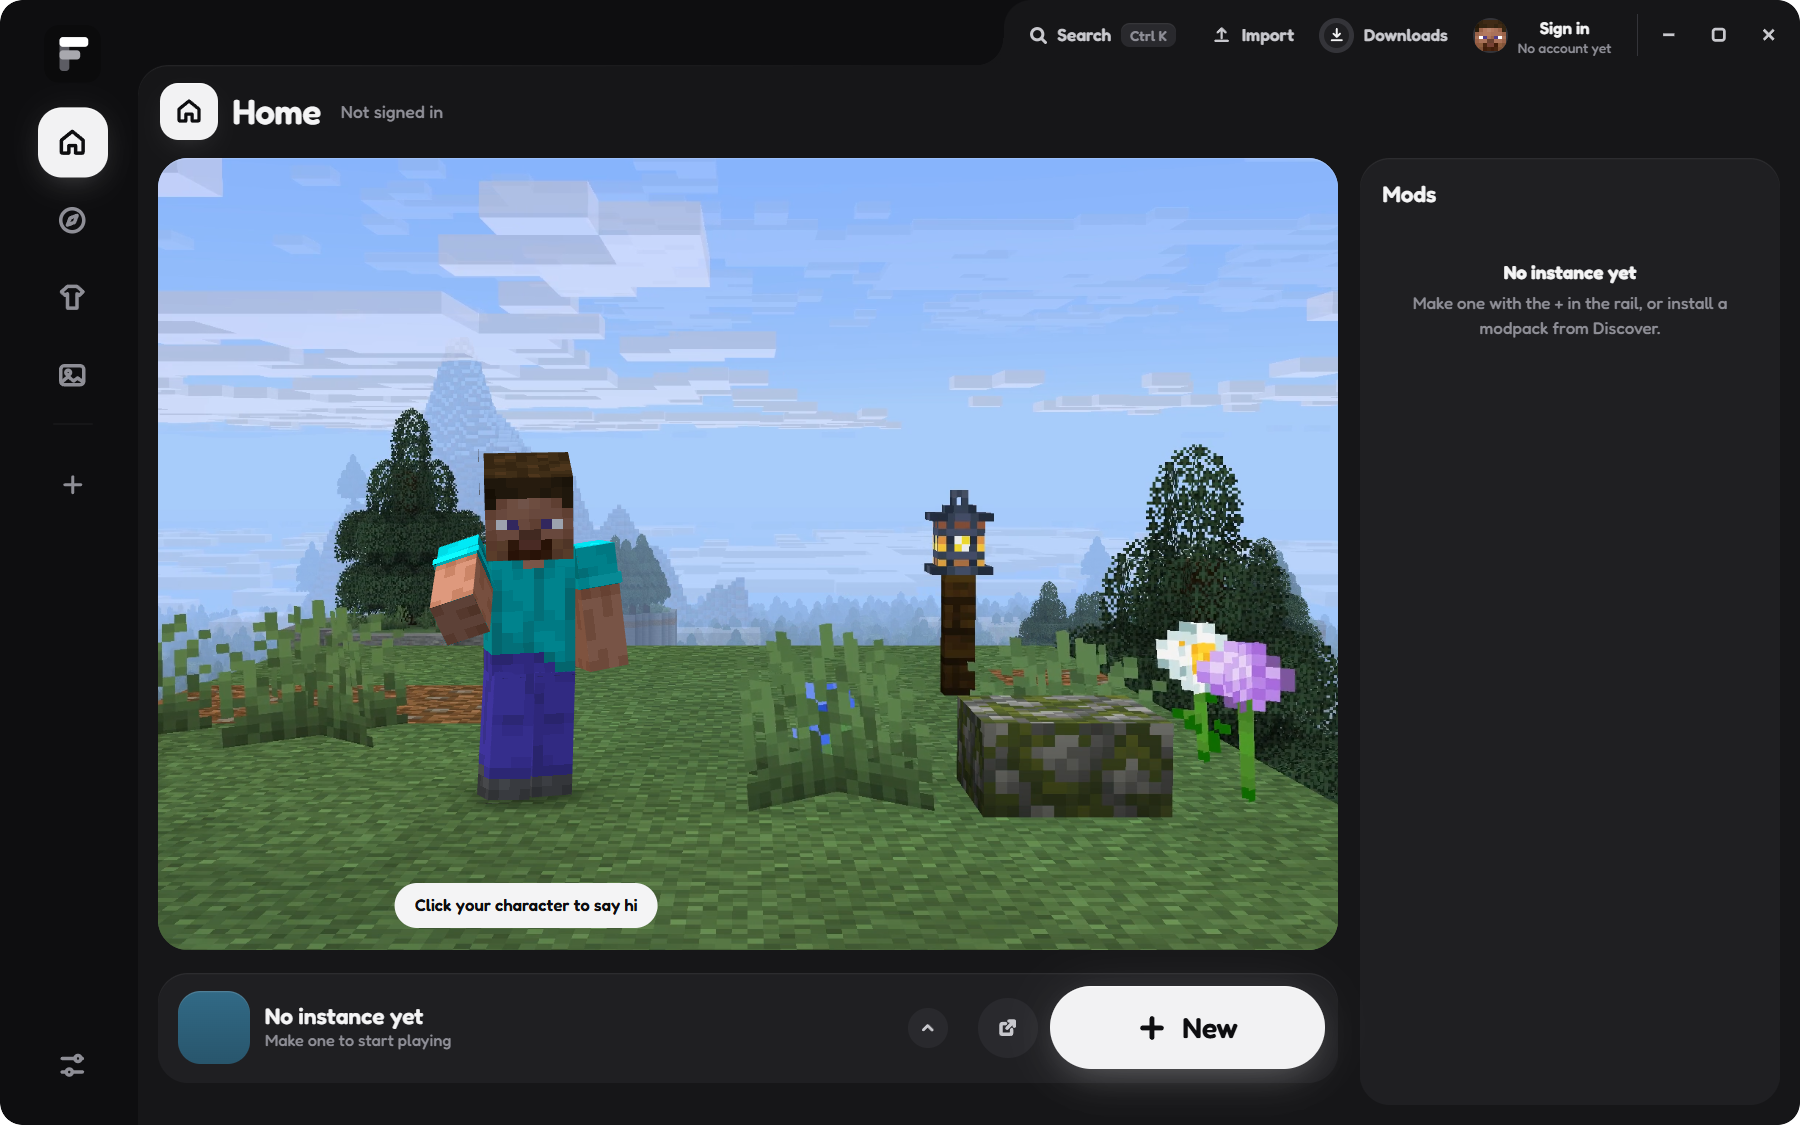 Search Ctrl K
Import
Downloads
Sign in
No account yet
Home
Not signed in
Mods
No instance yet
Make one with the + in the rail, or install a
modpack from Discover.
Click your character to say hi
No instance yet
Make one to start playing
New